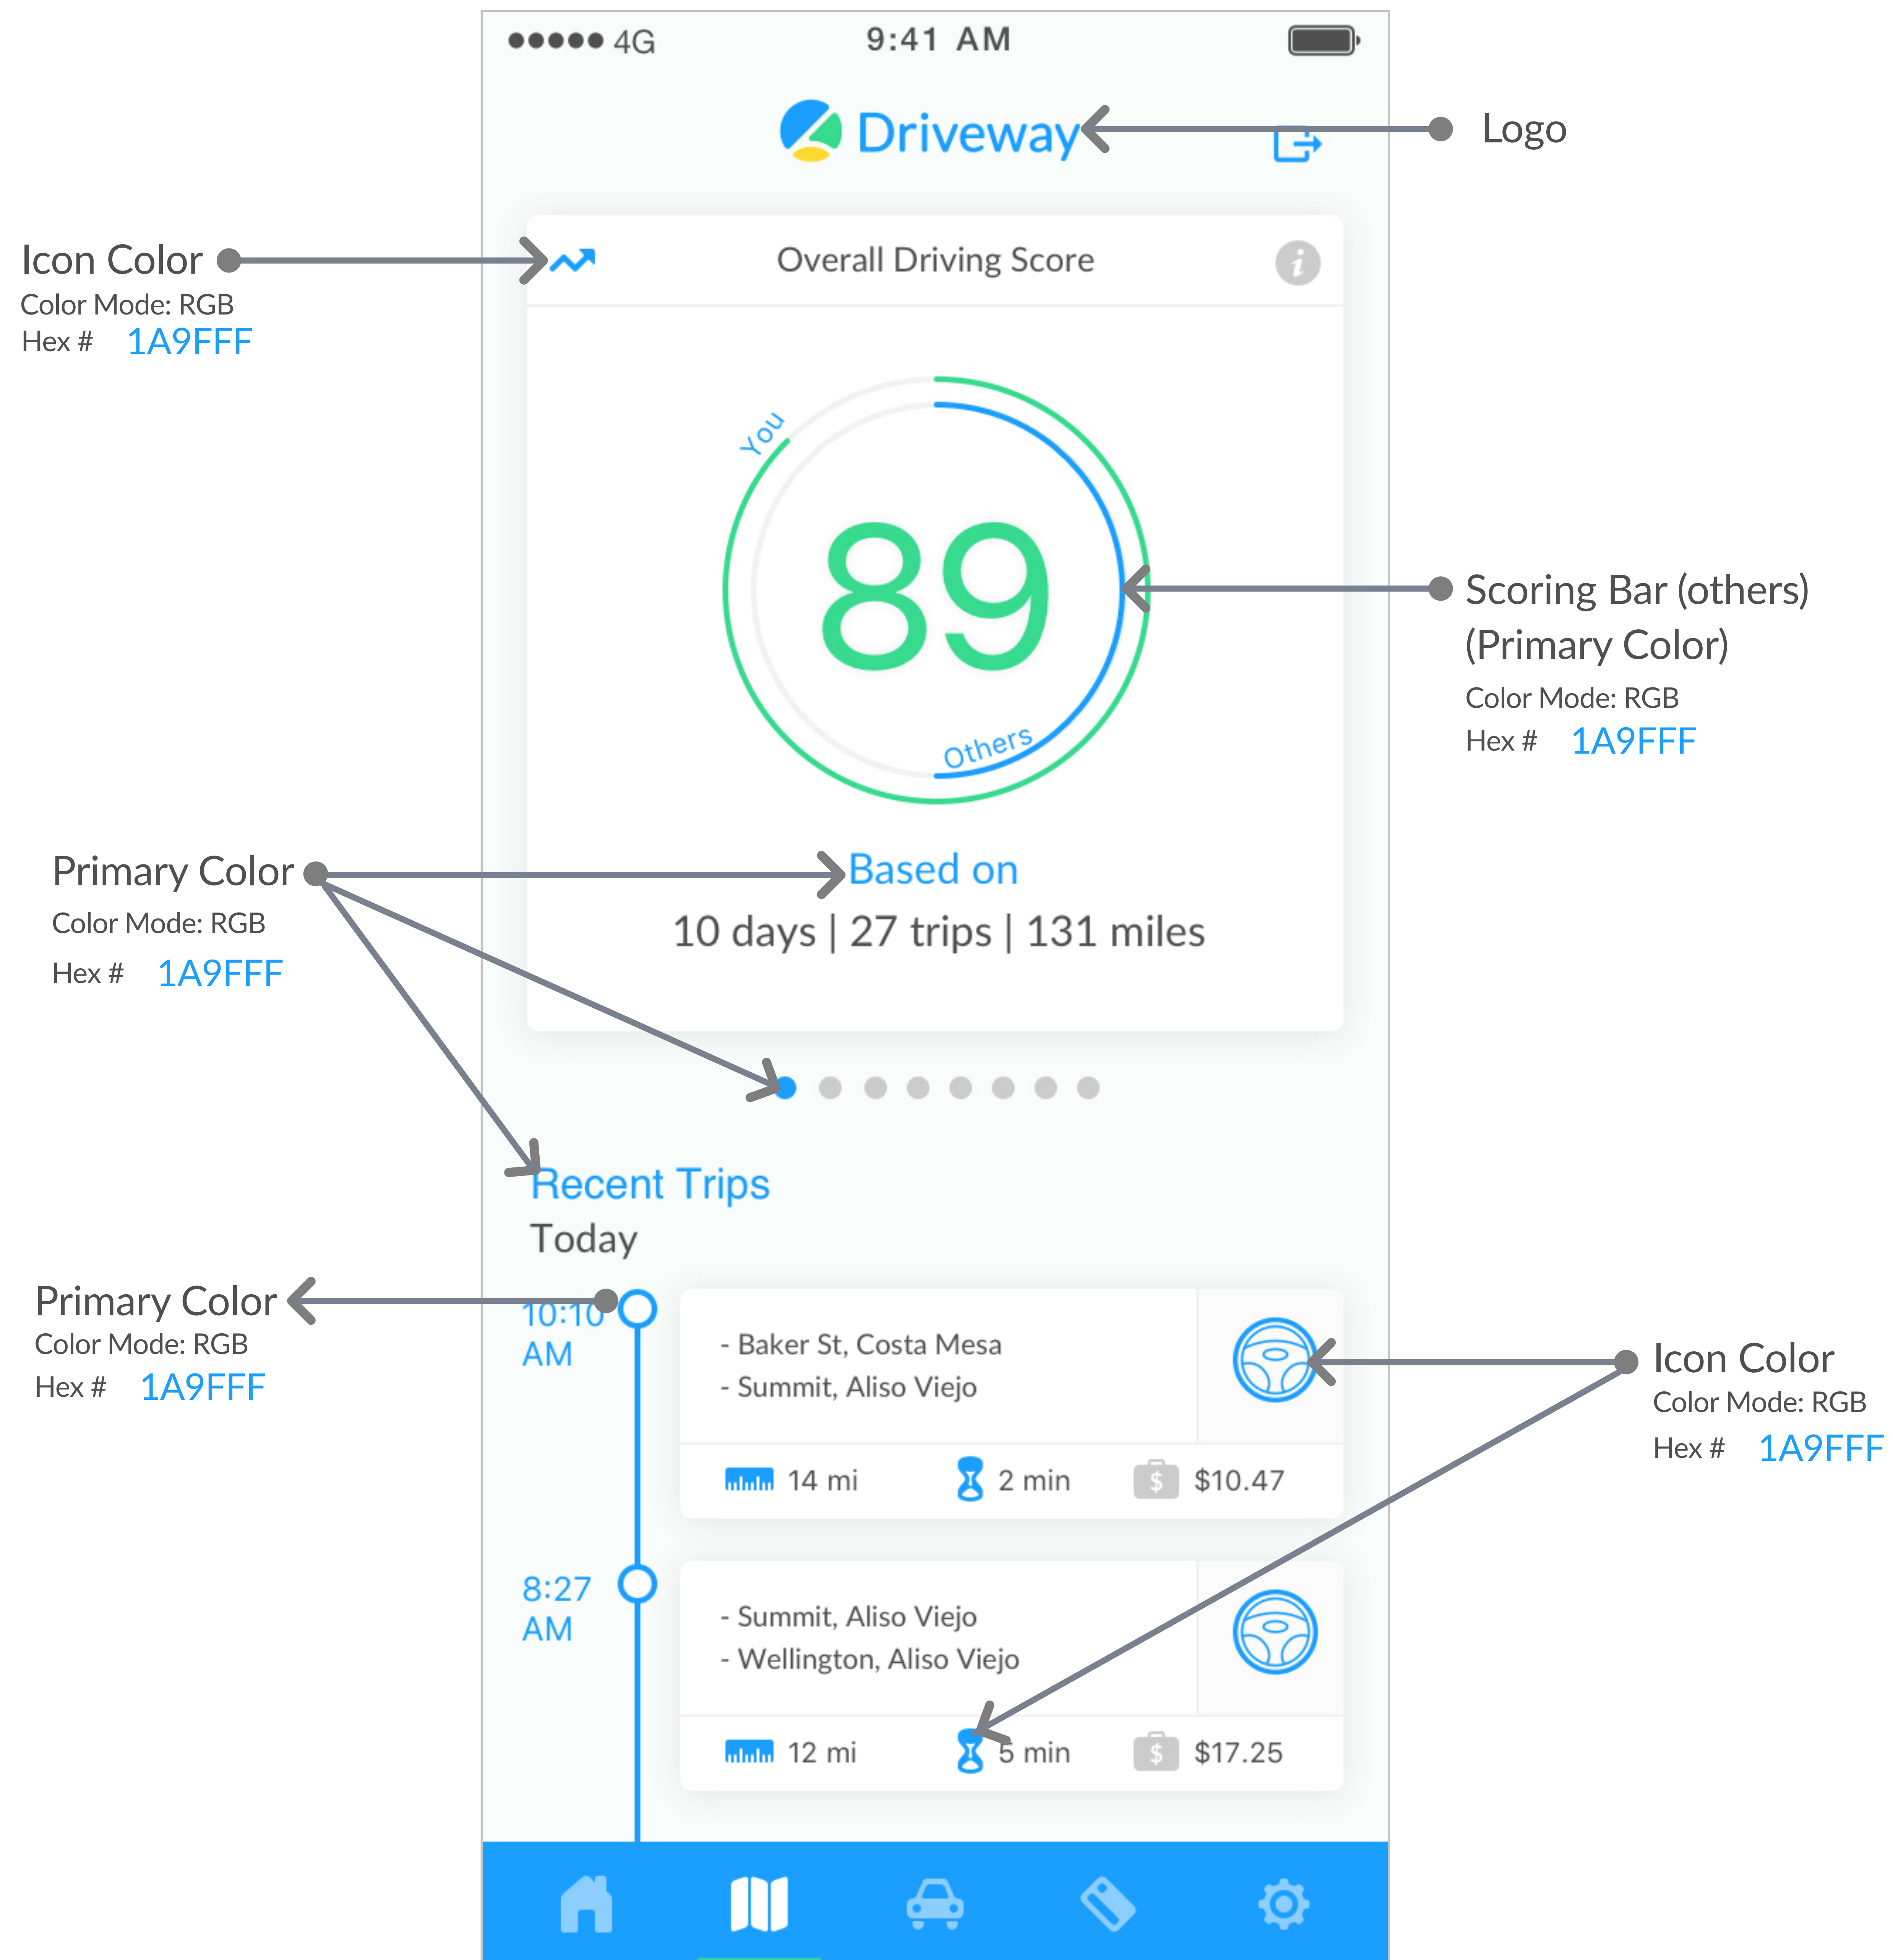 4G
9:41 AM
Driveway
Logo
Icon Color
Color Mode: RGB
Hex # 1A9FFF
Overall Driving Score
i
You
89
Others
Scoring Bar (others)
(Primary Color)
Color Mode: RGB
Hex # 1A9FFF
Primary Color
Color Mode: RGB
Hex # 1A9FFF
Based on
10 days | 27 trips | 131 miles
Recent Trips
Today
Primary Color
Color Mode: RGB
Hex # 1A9FFF
10:10
AM
- Baker St, Costa Mesa
- Summit, Aliso Viejo
14 mi
2 min
$
$10.47
Icon Color
Color Mode: RGB
Hex # 1A9FFF
8:27
AM
- Summit, Aliso Viejo
- Wellington, Aliso Viejo
12 mi
5 min
$
$17.25